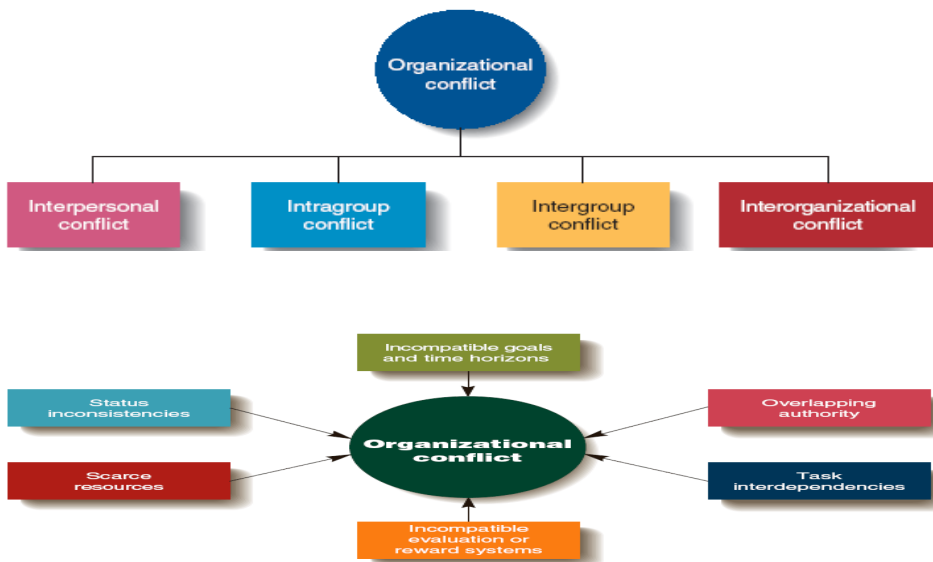 Organizational
conflict
Interpersonal
conflict
Intragroup
conflict
Intergroup
conflict
Interorganizational
conflict
Incompatible goals
and time horizons
Status
inconsistencies
Overlapping
authority
Organizational
conflict
Scarce
resources
Task
interdependencies
Incompatible
evaluation or
reward systems